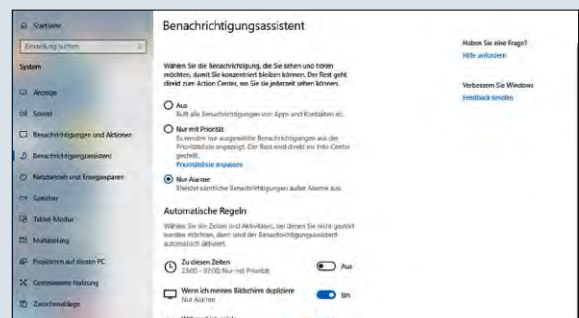 Startseite
Einstellung suchen
System
Anzeige
Sound
Benachrichtigungen und Aktionen
Benachrichtigungsassistent
Netzbetrieb und Energiesparen
Speicher
Tablet-Modus
Multitasking
Projizieren auf diesen PC
Gemeinsame Nutzung
Zwischenablage
Benachrichtigungsassistent
Wählen Sie die Benachrichtigung, die Sie sehen und hören
möchten, damit Sie konzentriert bleiben können. Der Rest geht
direkt zum Action Center, wo Sie sie jederzeit sehen können.
Aus
Ruft alle Benachrichtigungen von Apps und Kontakten ab.
Nur mit Priorität
Es werden nur ausgewählte Benachrichtigungen aus der
Prioritätsliste angezeigt. Der Rest wird direkt ins Info-Center
gestellt.
Prioritätsliste anpassen
Nur Alarme
Blendet sämtliche Benachrichtigungen außer Alarme aus.
Automatische Regeln
Wählen Sie die Zeiten und Aktivitäten, bei denen Sie nicht gestört
werden möchten, dann wird der Benachrichtigungsassistent
automatisch aktiviert.
Zu diesen Zeiten
23:00 - 07:00; Nur mit Priorität
Aus
Wenn ich meinen Bildschirm dupliziere
Nur Alarme
Ein
Haben Sie eine Frage?
Hilfe anfordern
Verbessern Sie Windows
Feedback senden